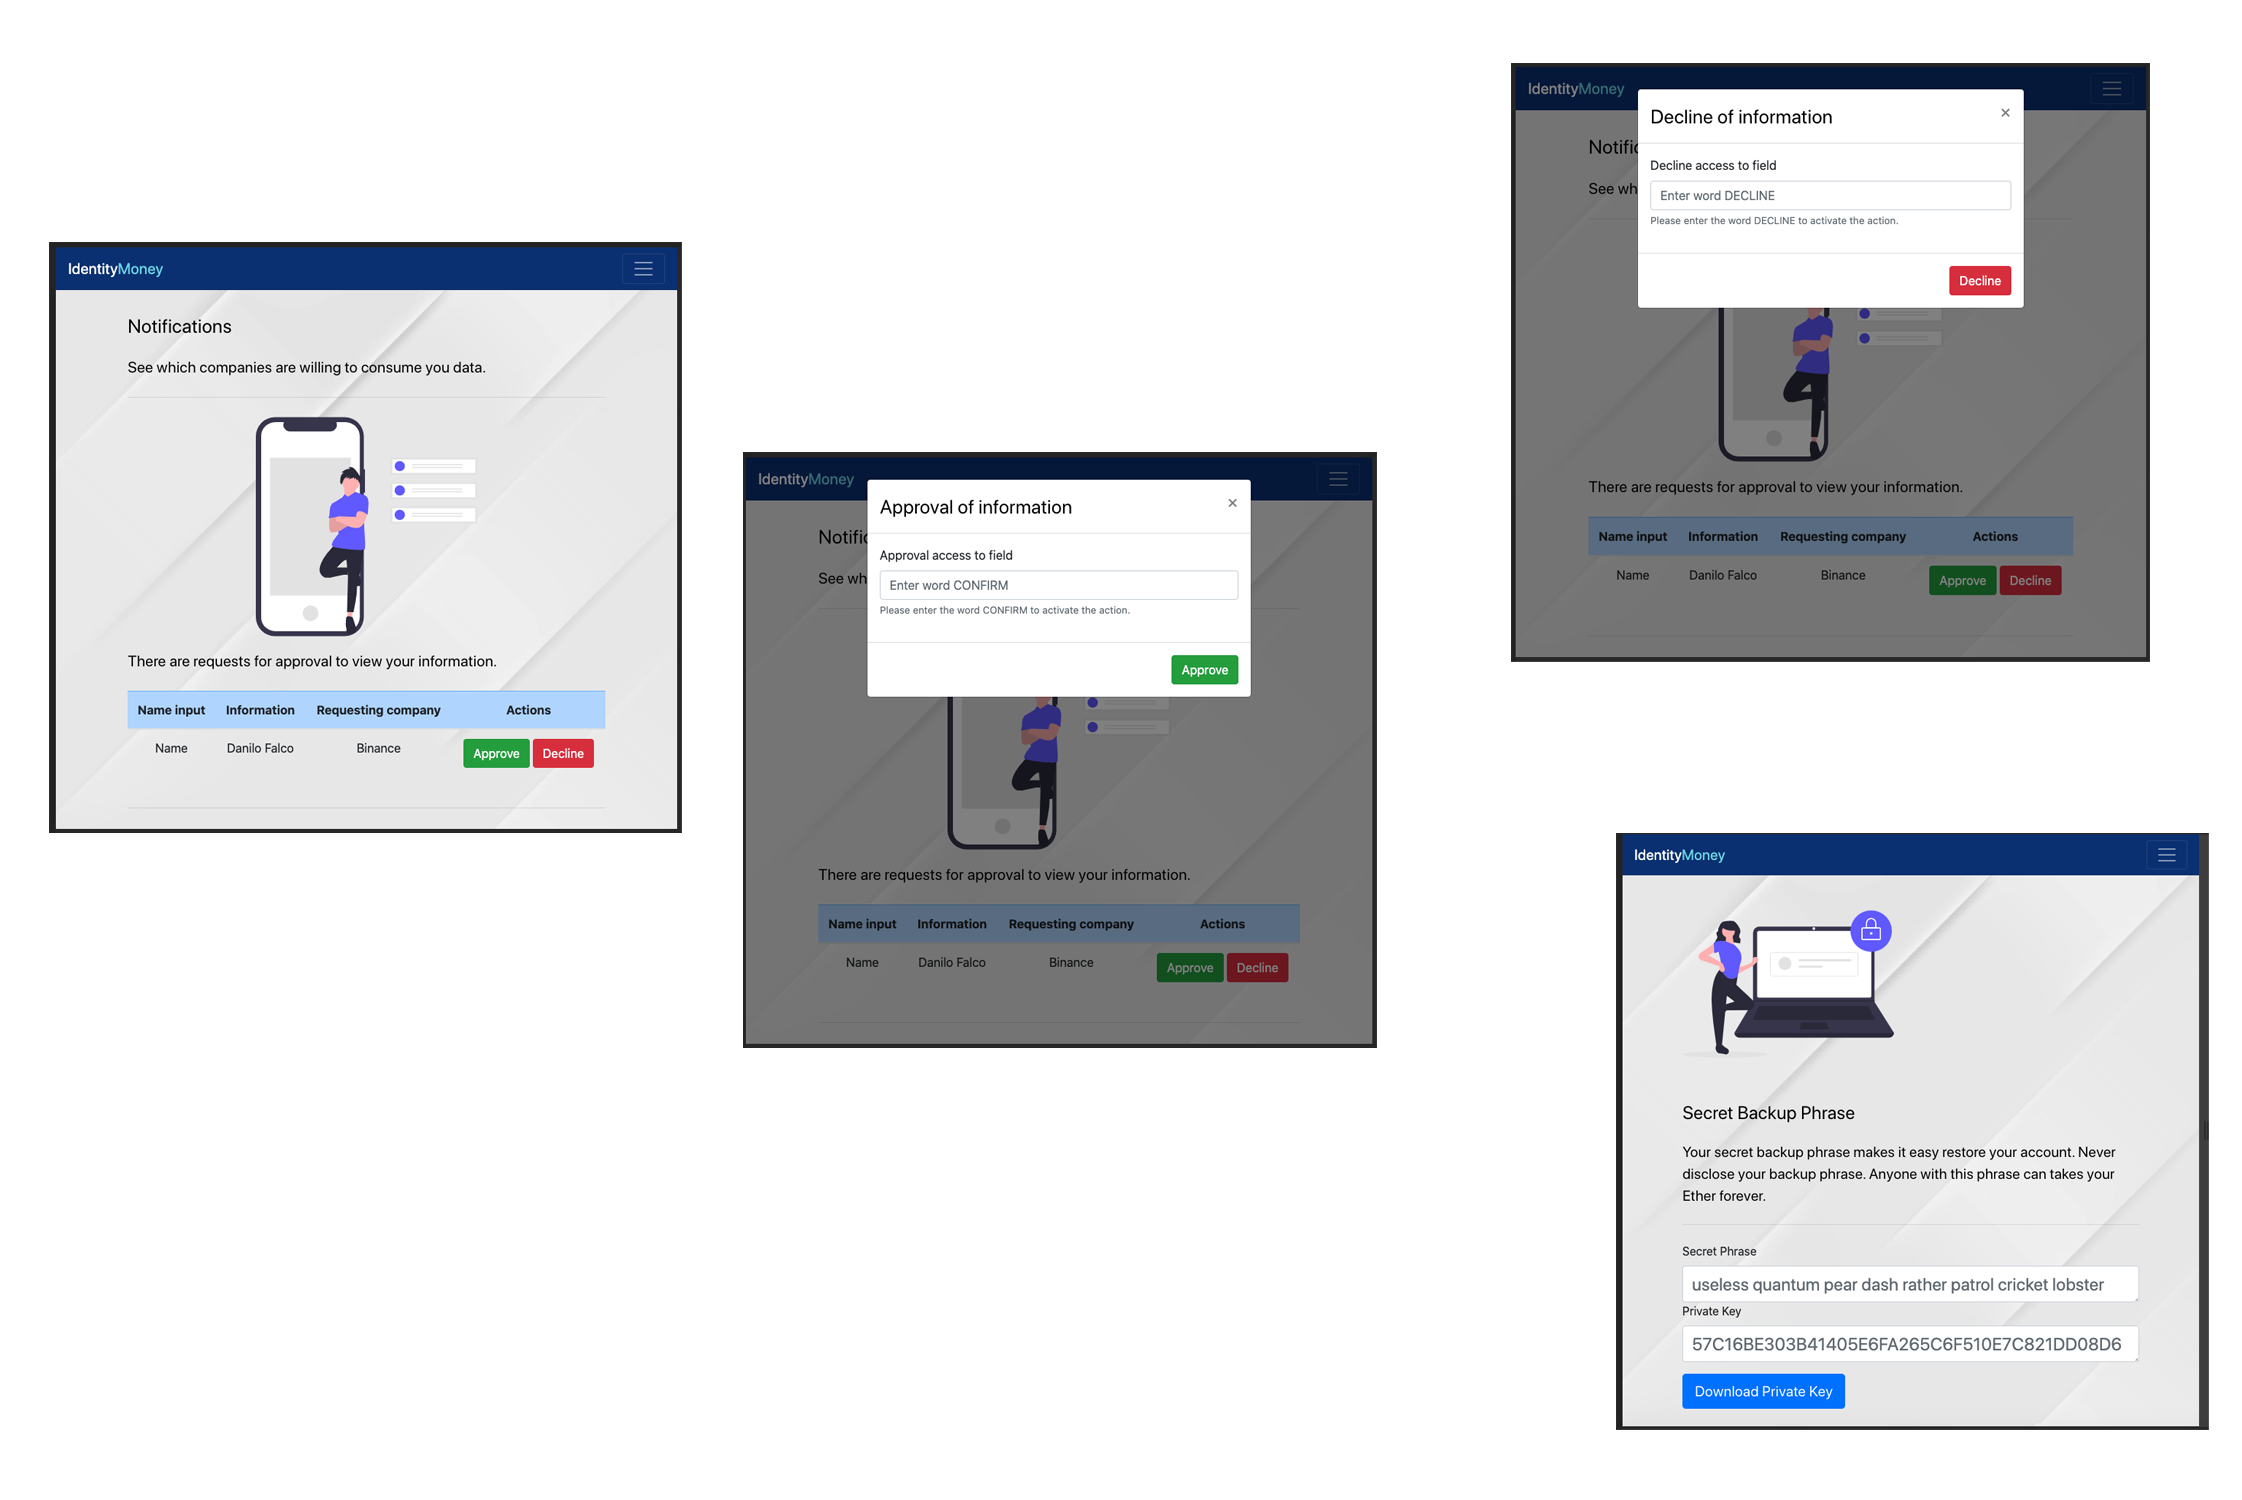 IdentityMoney
Notifications
See which companies are willing to consume you data.
There are requests for approval to view your information.
Name input Information Requesting company Actions
Name Danilo Falco Binance Approve Decline
IdentityMoney
Approval of information ×
Notific
See wh
Approval access to field
Enter word CONFIRM
Please enter the word CONFIRM to activate the action.
Approve
There are requests for approval to view your information.
Name input Information Requesting company Actions
Name Danilo Falco Binance Approve Decline
IdentityMoney
Decline of information ×
Notific
See wh
Decline access to field
Enter word DECLINE
Please enter the word DECLINE to activate the action.
Decline
There are requests for approval to view your information.
Name input Information Requesting company Actions
Name Danilo Falco Binance Approve Decline
IdentityMoney
Secret Backup Phrase
Your secret backup phrase makes it easy restore your account. Never
disclose your backup phrase. Anyone with this phrase can takes your
Ether forever.
Secret Phrase
useless quantum pear dash rather patrol cricket lobster
Private Key
57C16BE303B41405E6FA265C6F510E7C821DD08D6
Download Private Key